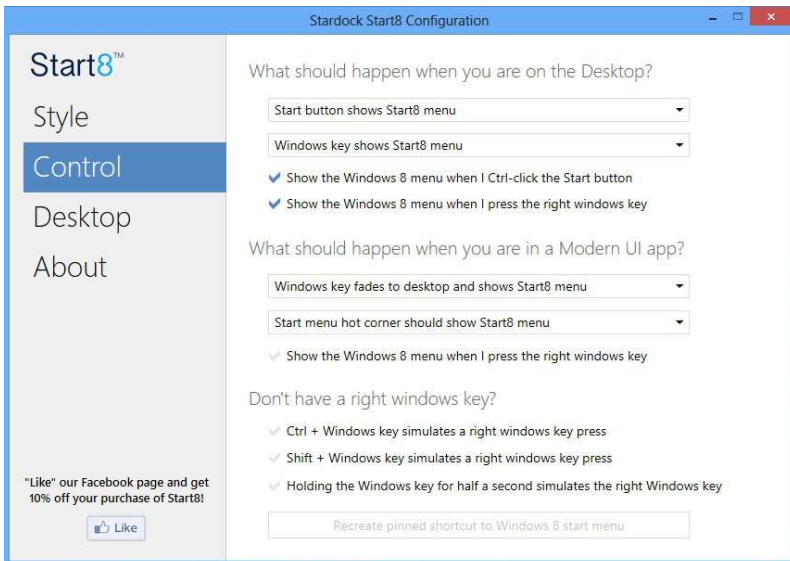 Stardock Start8 Configuration
Start8™
Style
Control
Desktop
About
"Like" our Facebook page and get
10% off your purchase of Start8!
Like
What should happen when you are on the Desktop?
Start button shows Start8 menu
Windows key shows Start8 menu
Show the Windows 8 menu when I Ctrl-click the Start button
Show the Windows 8 menu when I press the right windows key
What should happen when you are in a Modern UI app?
Windows key fades to desktop and shows Start8 menu
Start menu hot corner should show Start8 menu
Show the Windows 8 menu when I press the right windows key
Don't have a right windows key?
Ctrl + Windows key simulates a right windows key press
Shift + Windows key simulates a right windows key press
Holding the Windows key for half a second simulates the right Windows key
Recreate pinned shortcut to Windows 8 start menu